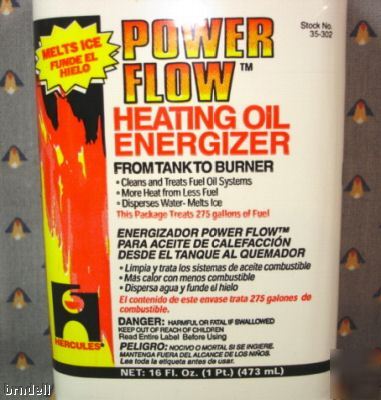 MELTS ICE
FUNDE EL
HIELO
POWER
FLOW™
Stock No.
35-302
HEATING OIL
ENERGIZER
FROM TANK TO BURNER
• Cleans and Treats Fuel Oil Systems
• More Heat from Less Fuel
• Disperses Water- Melts Ice
This Package Treats 275 gallons of Fuel
ENERGIZADOR POWER FLOW™
PARA ACEITE DE CALEFACCIÓN
DESDE EL TANQUE AL QUEMADOR
• Limpia y trata los sistemas de aceite combustible
• Más calor con menos combustible
• Dispersa agua y funde el hielo
El contenido de este envase trata 275 galones de
combustible.
DANGER: HARMFUL OR FATAL IF SWALLOWED
KEEP OUT OF REACH OF CHILDREN
Read Entire Label Before Using
PELIGRO: NOCIVO O MORTAL SI SE INGIERE.
MANTENGA FUERA DEL ALCANCE DE LOS NIÑOS.
Lea toda la etiqueta antes de usar.
HERCULES®
NET: 16 Fl. Oz. (1 Pt.) (473 mL)
brndell